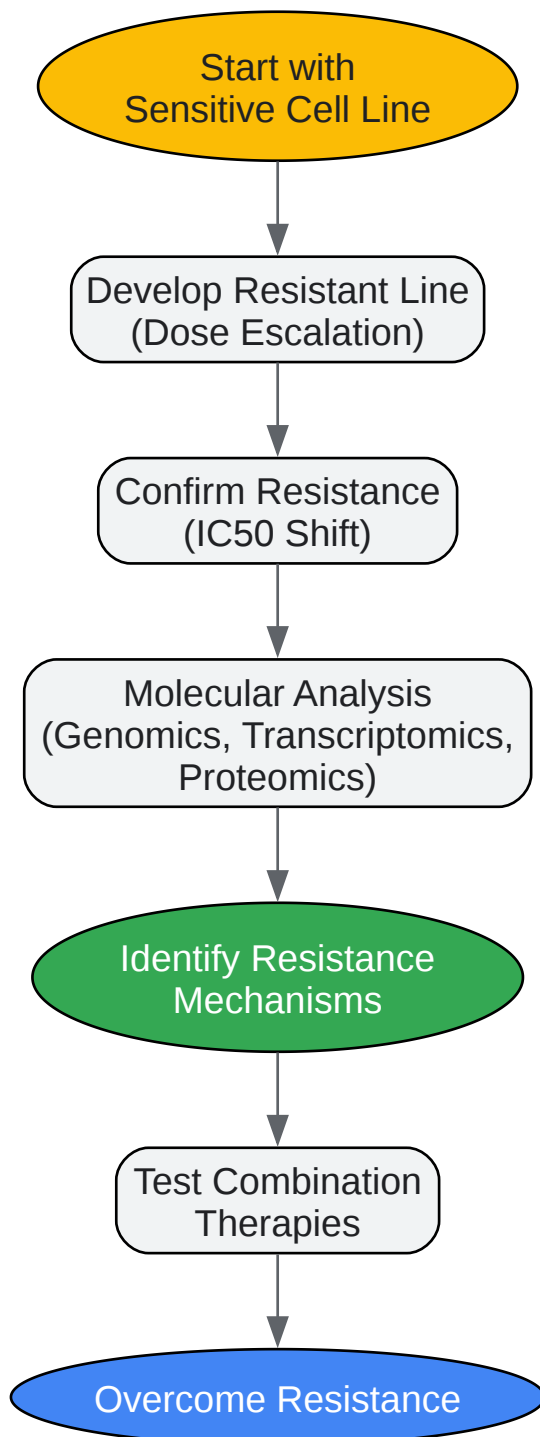 Start with
Sensitive Cell Line
Develop Resistant Line
(Dose Escalation)
Confirm Resistance
(IC50 Shift)
Molecular Analysis
(Genomics, Transcriptomics,
Proteomics)
Identify Resistance
Mechanisms
Test Combination
Therapies
Overcome Resistance